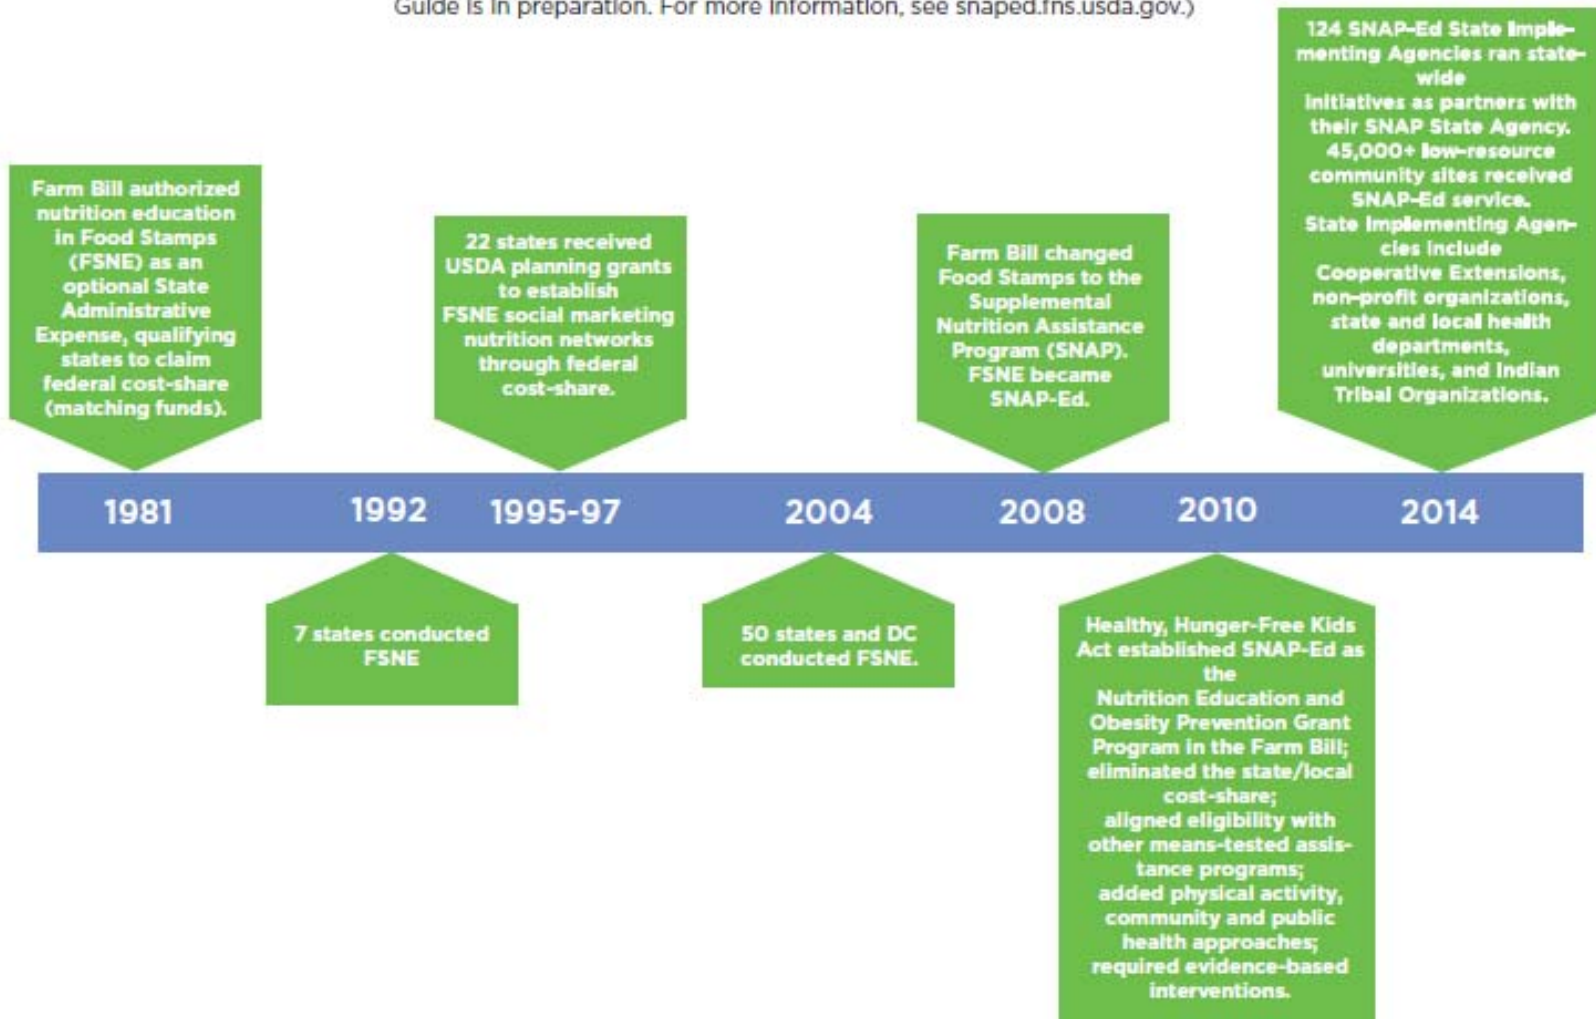 Guide is in preparation. For more information, see snaped.fns.usda.gov.)
124 SNAP-Ed State Imple-
menting Agencies ran state-
wide
initiatives as partners with
their SNAP State Agency.
45,000+ low-resource
community sites received
SNAP-Ed service.
State Implementing Agen-
cies include
Cooperative Extensions,
non-profit organizations,
state and local health
departments,
universities, and Indian
Tribal Organizations.
Farm Bill authorized
nutrition education
in Food Stamps
(FSNE) as an
optional State
Administrative
Expense, qualifying
states to claim
federal cost-share
(matching funds).
22 states received
USDA planning grants
to establish
FSNE social marketing
nutrition networks
through federal
cost-share.
Farm Bill changed
Food Stamps to the
Supplemental
Nutrition Assistance
Program (SNAP).
FSNE became
SNAP-Ed.
1981 1992 1995-97 2004 2008 2010 2014
7 states conducted
FSNE
50 states and DC
conducted FSNE.
Healthy, Hunger-Free Kids
Act established SNAP-Ed as
the
Nutrition Education and
Obesity Prevention Grant
Program in the Farm Bill;
eliminated the state/local
cost-share;
aligned eligibility with
other means-tested assis-
tance programs;
added physical activity,
community and public
health approaches;
required evidence-based
interventions.